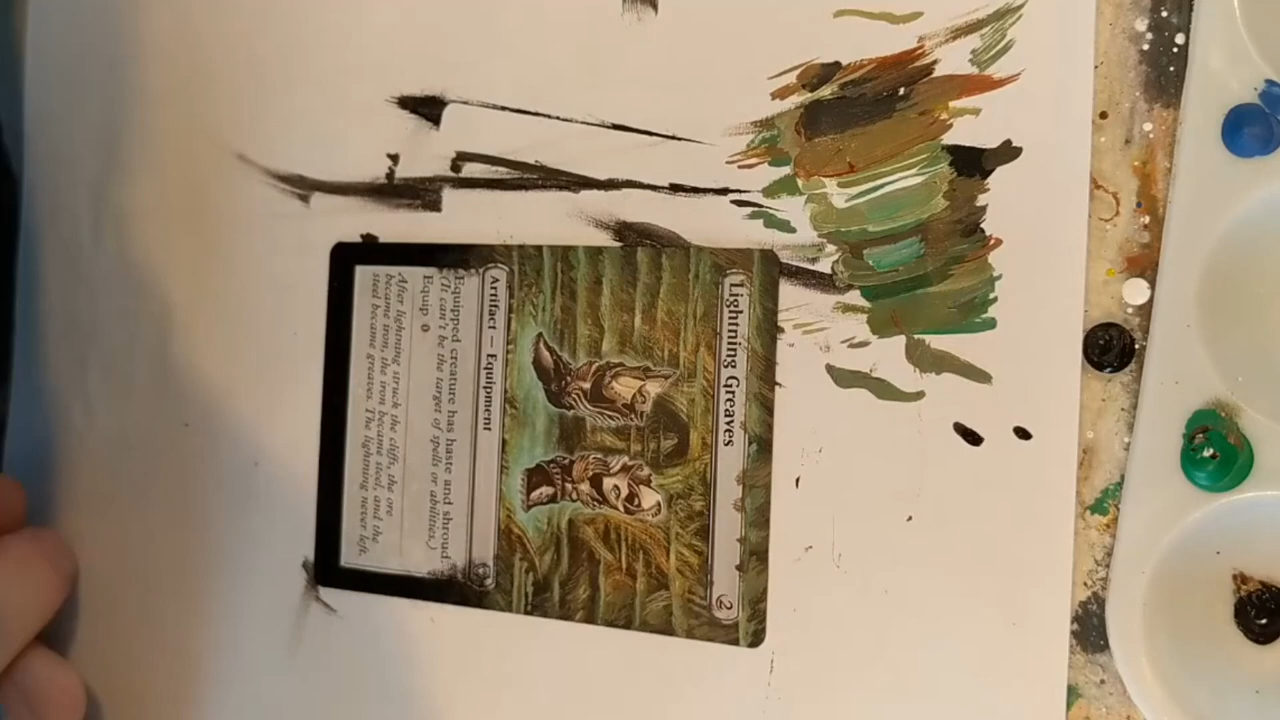 Lightning Greaves
2
Artifact — Equipment
Equipped creature has haste and shroud.
(It can't be the target of spells or abilities.)
Equip 0
After lightning struck the cliffs, the ore
became iron, the iron became steel, and the
steel became greaves. The lightning never left.